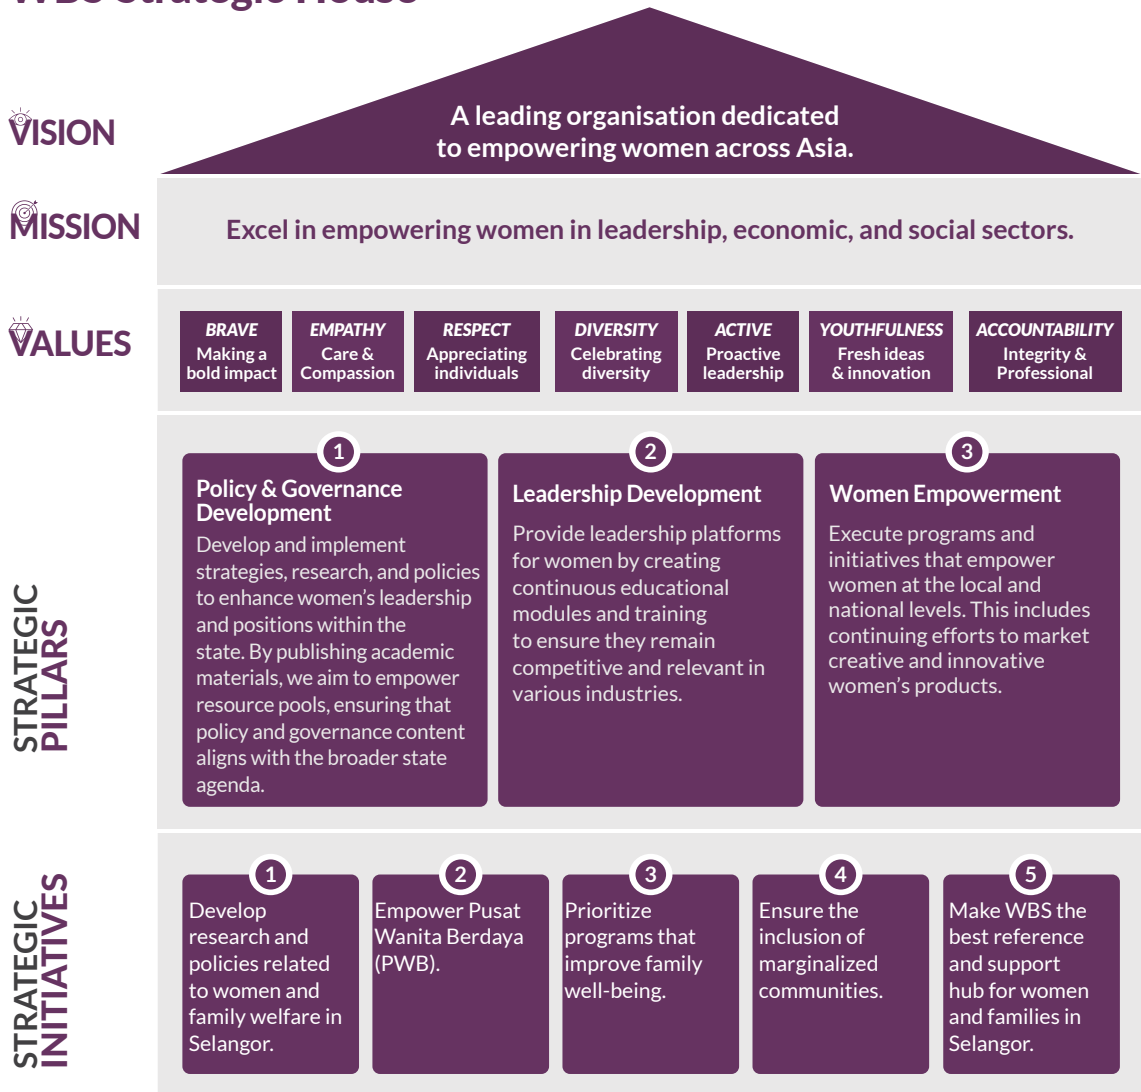 WBS Strategic House
VISION
A leading organisation dedicated
to empowering women across Asia.
MISSION
Excel in empowering women in leadership, economic, and social sectors.
VALUES
BRAVE
Making a
bold impact
EMPATHY
Care &
Compassion
RESPECT
Appreciating
individuals
DIVERSITY
Celebrating
diversity
ACTIVE
Proactive
leadership
YOUTHFULNESS
Fresh ideas
& innovation
ACCOUNTABILITY
Integrity &
Professional
STRATEGIC
PILLARS
1
Policy & Governance
Development
Develop and implement
strategies, research, and policies
to enhance women's leadership
and positions within the
state. By publishing academic
materials, we aim to empower
resource pools, ensuring that
policy and governance content
aligns with the broader state
agenda.
2
Leadership Development
Provide leadership platforms
for women by creating
continuous educational
modules and training
to ensure they remain
competitive and relevant in
various industries.
3
Women Empowerment
Execute programs and
initiatives that empower
women at the local and
national levels. This includes
continuing efforts to market
creative and innovative
women's products.
STRATEGIC
INITIATIVES
1
Develop
research and
policies related
to women and
family welfare in
Selangor.
2
Empower Pusat
Wanita Berdaya
(PWB).
3
Prioritize
programs that
improve family
well-being.
4
Ensure the
inclusion of
marginalized
communities.
5
Make WBS the
best reference
and support
hub for women
and families in
Selangor.